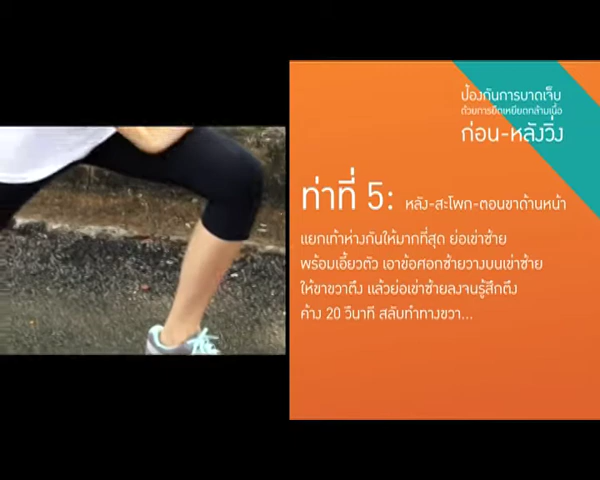 ป้องกันการบาดเจ็บ
ด้วยการยืดเหยียดกล้ามเนื้อ
ก่อน-หลังวิ่ง
ท่าที่ 5: หลัง-สะโพก-ตอนขาด้านหน้า
แยกเท้าห่างกันให้มากที่สุด ย่อเข่าซ้าย
พร้อมเอี้ยวตัว เอาข้อศอกซ้ายวางบนเข่าซ้าย
ให้ขาขวาตึง แล้วย่อเข่าซ้ายลงจนรู้สึกตึง
ค้าง 20 วินาที สลับทำทางขวา...